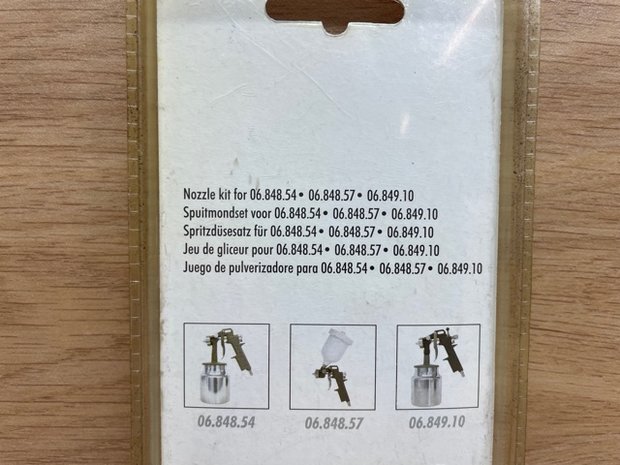 Nozzle kit for 06.848.54• 06.848.57• 06.849.10
Spuitmondset voor 06.848.54• 06.848.57• 06.849.10
Spritzdüsesatz für 06.848.54• 06.848.57• 06.849.10
Jeu de gliceur pour 06.848.54• 06.848.57• 06.849.10
Juego de pulverizadore para 06.848.54• 06.848.57• 06.849.10
06.848.54 06.848.57 06.849.10